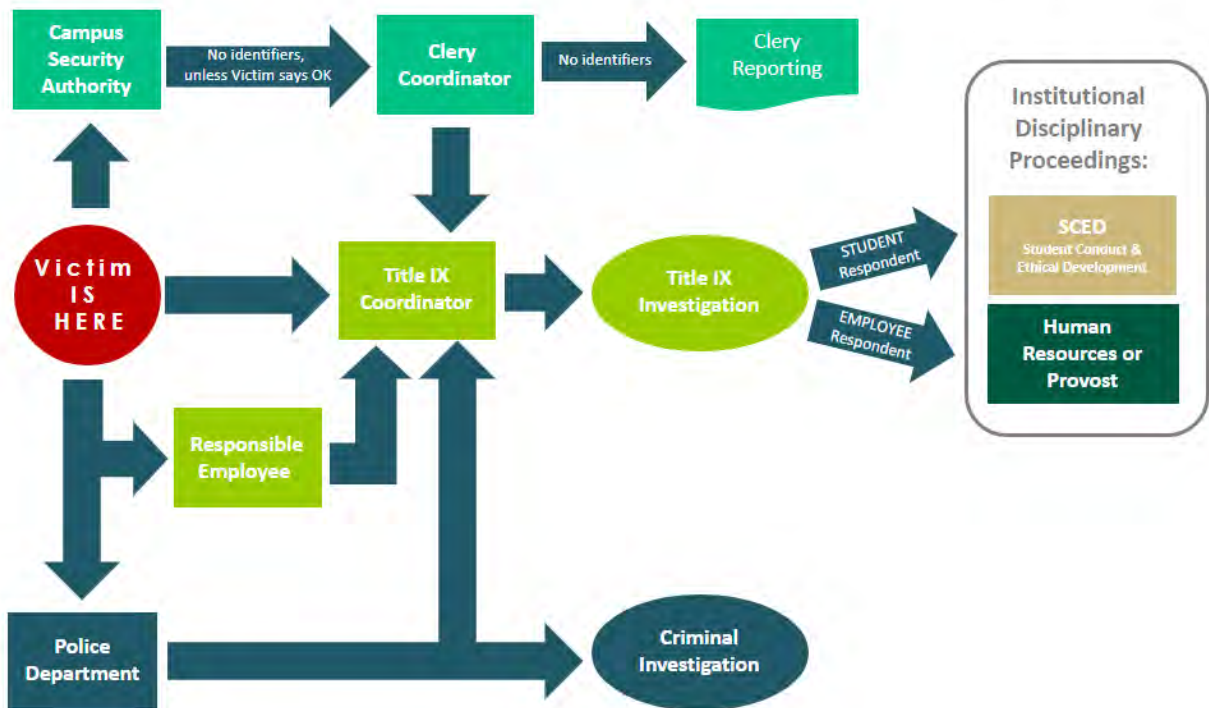 Campus
Security
Authority
No identifiers,
unless Victim says OK
Clery
Coordinator
No identifiers
Clery
Reporting
Institutional
Disciplinary
Proceedings:
SCED
Student Conduct &
Ethical Development
Human
Resources or
Provost
Victim
IS
HERE
Title IX
Coordinator
Title IX
Investigation
STUDENT
Respondent
EMPLOYEE
Respondent
Responsible
Employee
Police
Department
Criminal
Investigation